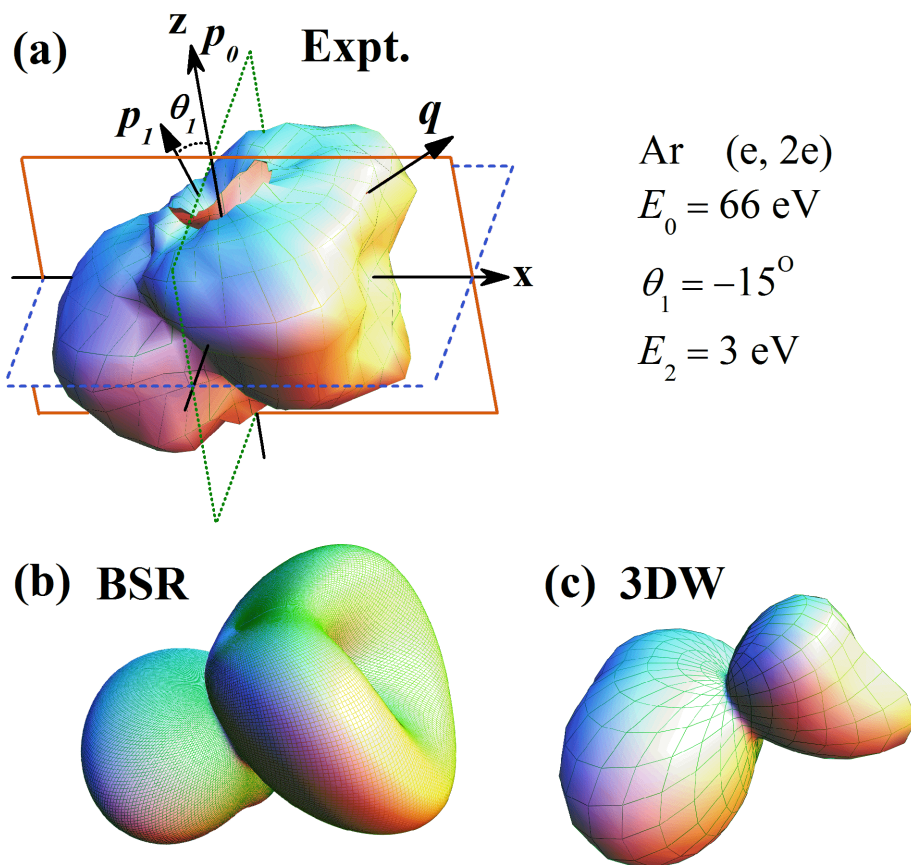 (a)
z
p₀
Expt.
p₁
θ₁
q
x
Ar (e, 2e)
E₀ = 66 eV
θ₁ = −15°
E₂ = 3 eV
(b) BSR
(c) 3DW